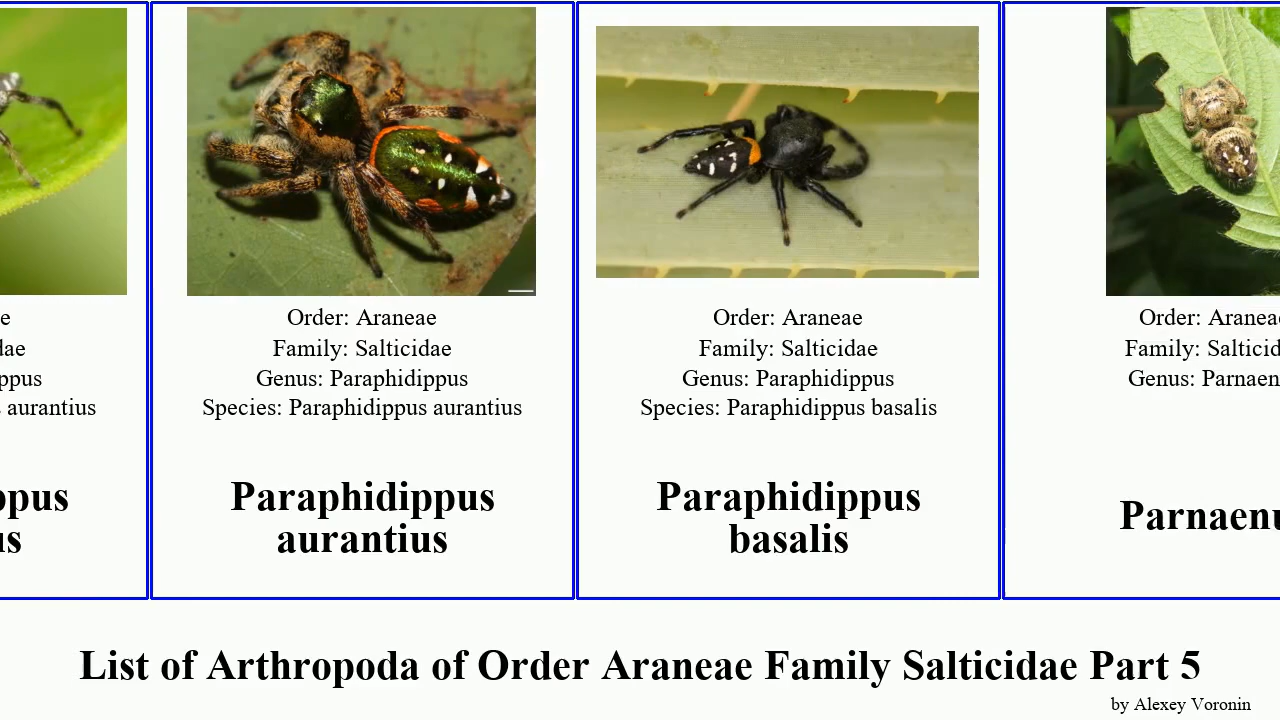 Order: Araneae
Family: Salticidae
Genus: Paraphidippus
aurantius
Species: Paraphidippus aurantius
Paraphidippus
aurantius
Order: Araneae
Family: Salticidae
Genus: Paraphidippus
Species: Paraphidippus basalis
Paraphidippus
basalis
List of Arthropoda of Order Araneae Family Salticidae Part 5
by Alexey Voronin